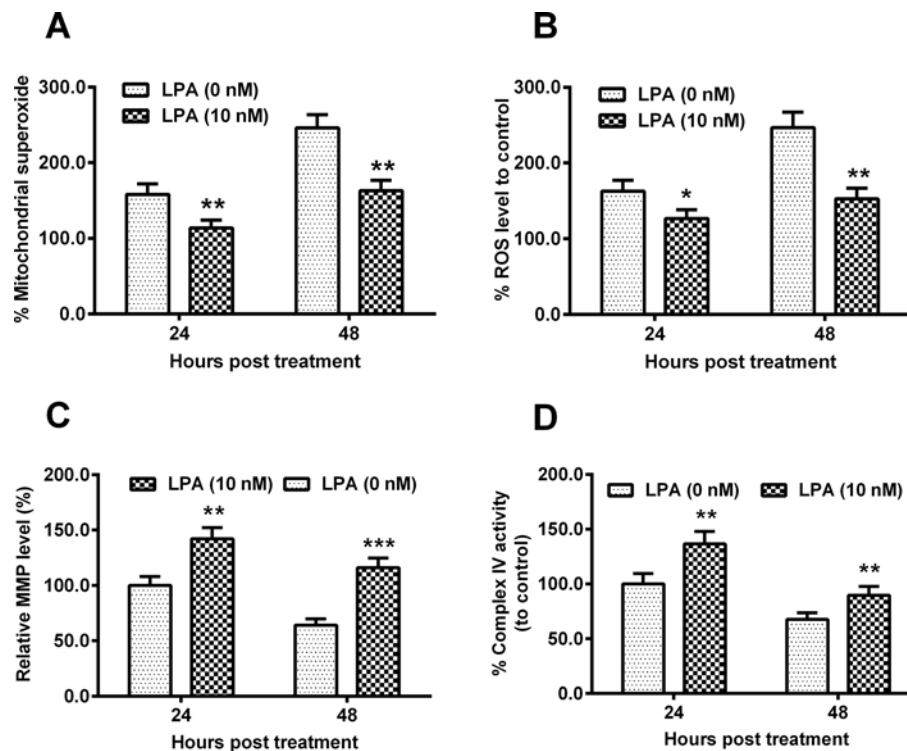 A
% Mitochondrial superoxide
300.0
200.0
100.0
0.0
LPA (0 nM)
LPA (10 nM)
**
**
24
48
Hours post treatment
B
% ROS level to control
300.0
200.0
100.0
0.0
LPA (0 nM)
LPA (10 nM)
*
**
24
48
Hours post treatment
C
Relative MMP level (%)
200.0
150.0
100.0
50.0
0.0
LPA (10 nM) LPA (0 nM)
**
***
24
48
Hours post treatment
D
% Complex IV activity
(to control)
200.0
150.0
100.0
50.0
0.0
LPA (0 nM) LPA (10 nM)
**
**
24
48
Hours post treatment